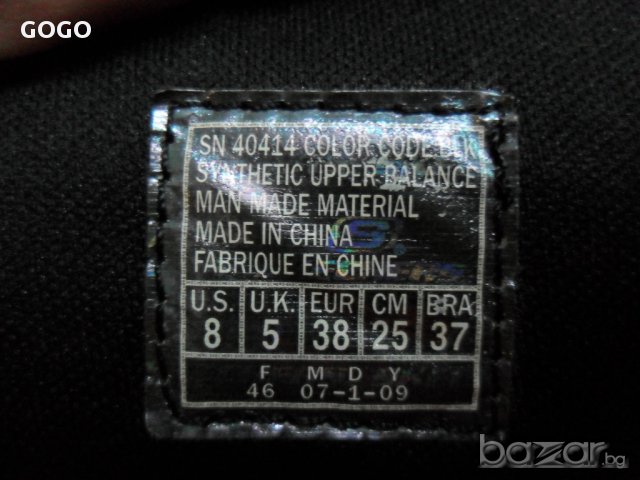 GOGO
SN 40414 COLOR CODE BLK
SYNTHETIC UPPER BALANCE
MAN MADE MATERIAL
MADE IN CHINA
FABRIQUE EN CHINE
U.S. U.K. EUR CM BRA
8 5 38 25 37
F M D Y
46 07-1-09
bazar.bg